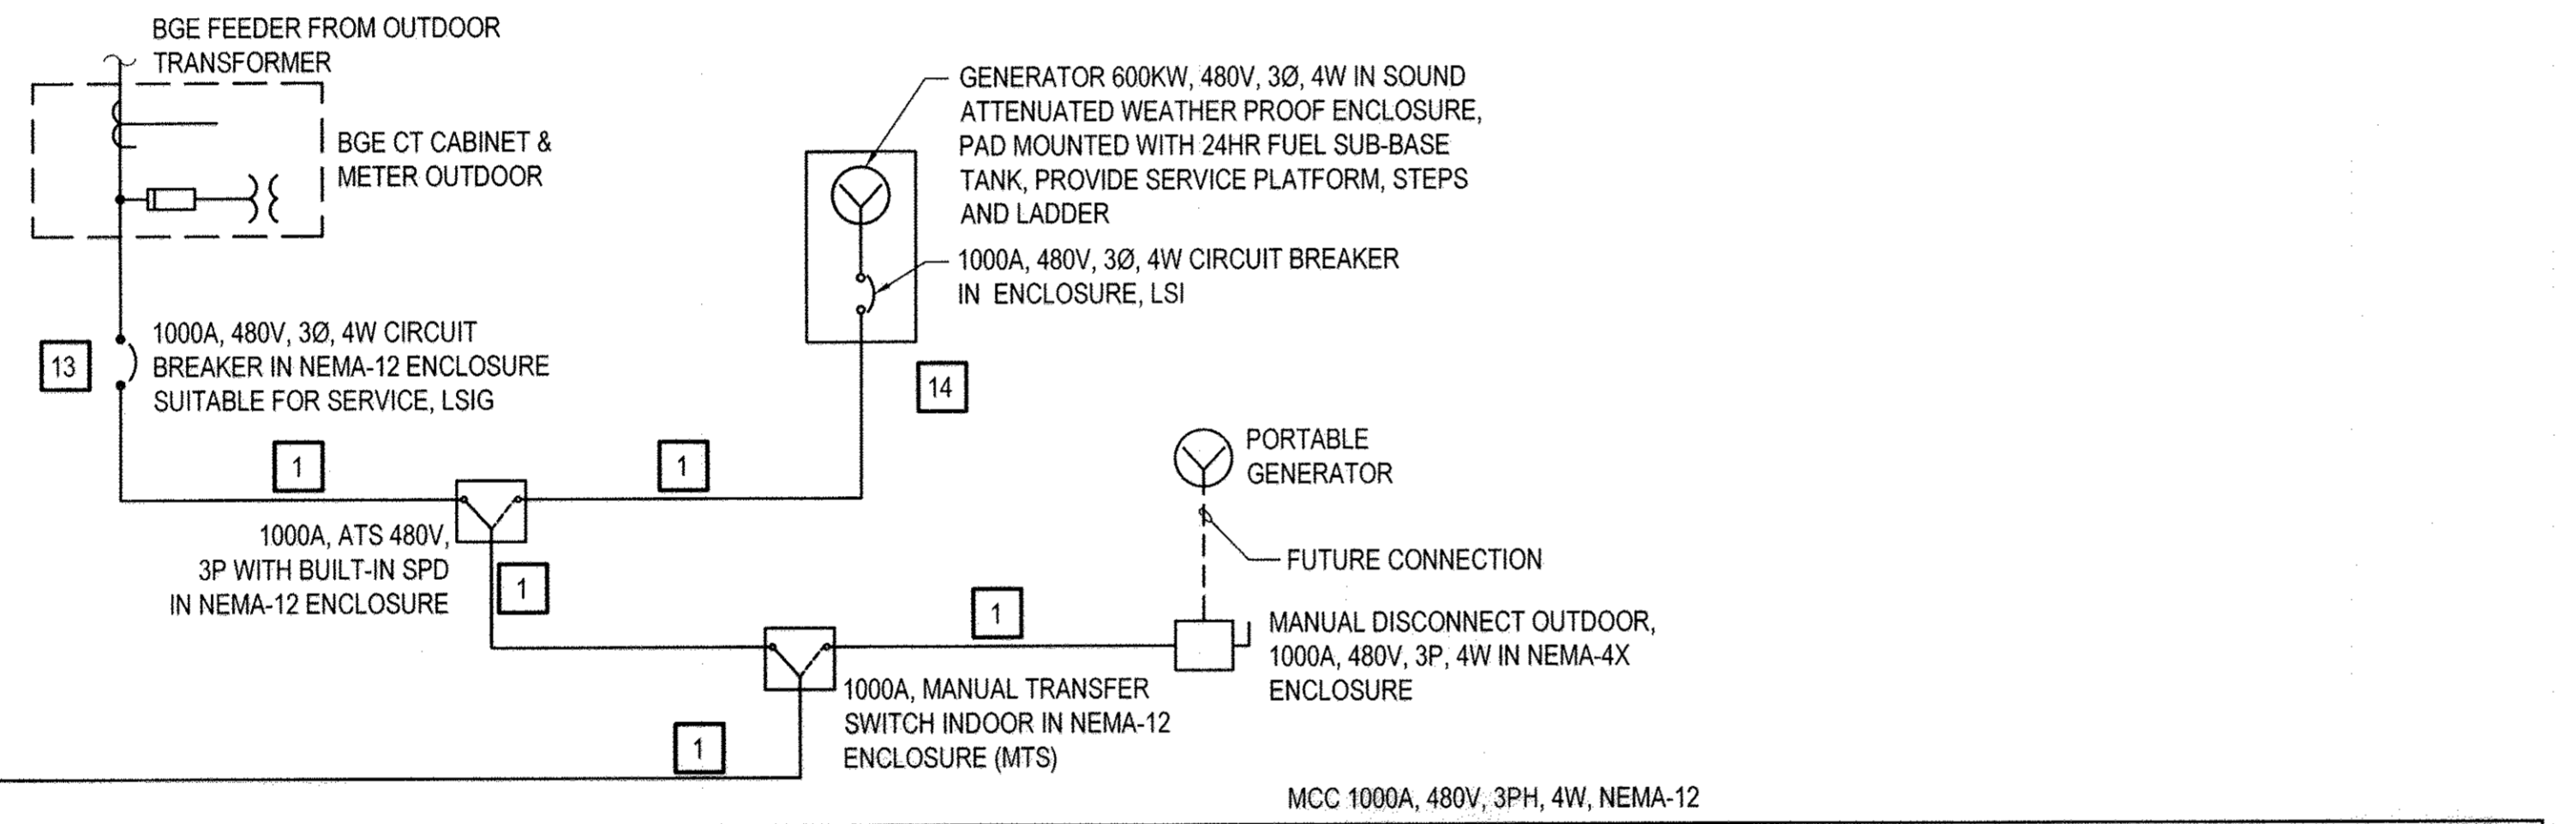 BGE FEEDER FROM OUTDOOR
TRANSFORMER
BGE CT CABINET &
METER OUTDOOR
GENERATOR 600KW, 480V, 3Ø, 4W IN SOUND
ATTENUATED WEATHER PROOF ENCLOSURE,
PAD MOUNTED WITH 24HR FUEL SUB-BASE
TANK, PROVIDE SERVICE PLATFORM, STEPS
AND LADDER
1000A, 480V, 3Ø, 4W CIRCUIT BREAKER
IN ENCLOSURE, LSI
13
1000A, 480V, 3Ø, 4W CIRCUIT
BREAKER IN NEMA-12 ENCLOSURE
SUITABLE FOR SERVICE, LSIG
14
1
1
PORTABLE
GENERATOR
1000A, ATS 480V,
3P WITH BUILT-IN SPD
IN NEMA-12 ENCLOSURE
1
FUTURE CONNECTION
1
MANUAL DISCONNECT OUTDOOR,
1000A, 480V, 3P, 4W IN NEMA-4X
ENCLOSURE
1000A, MANUAL TRANSFER
SWITCH INDOOR IN NEMA-12
ENCLOSURE (MTS)
1
MCC 1000A, 480V, 3PH, 4W, NEMA-12